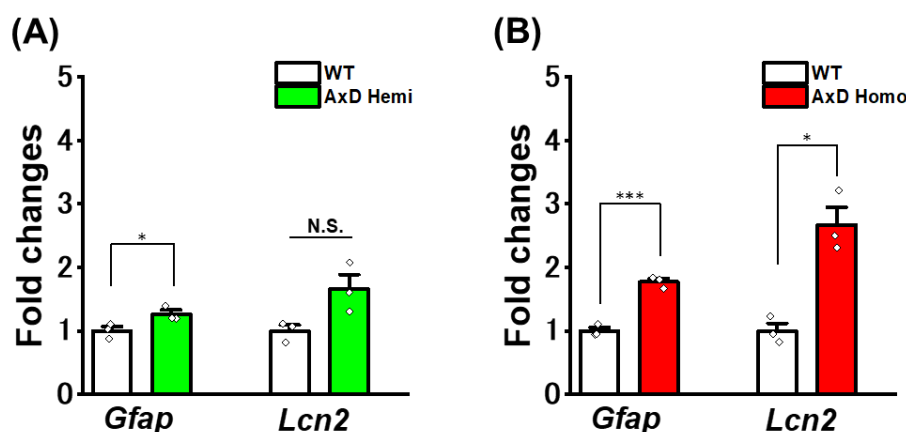 (A)
WT
AxD Hemi
Fold changes
5
4
3
2
1
0
*
N.S.
Gfap
Lcn2
(B)
WT
AxD Homo
Fold changes
5
4
3
2
1
0
***
*
Gfap
Lcn2